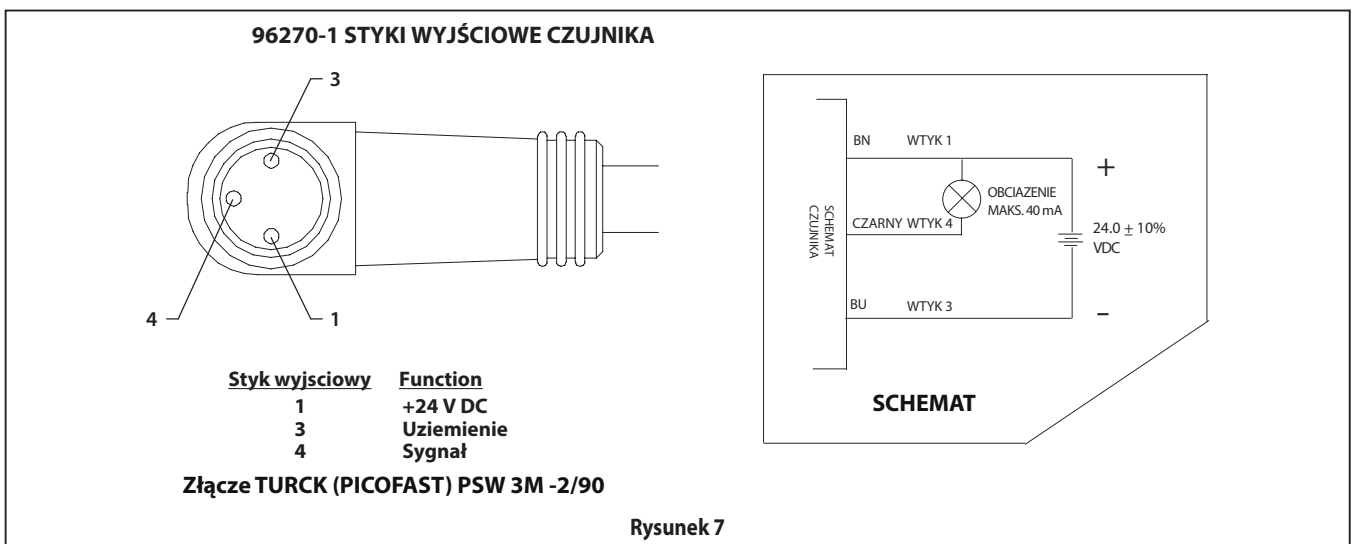 96270-1 STYKI WYJŚCIOWE CZUJNIKA
3
4
1
Styk wyjsciowy Function
1 +24 V DC
3 Uziemienie
4 Sygnał
Złącze TURCK (PICOFAST) PSW 3M -2/90
SCHEMAT
CZUJNIKA
BN WTYK 1
OBCIAZENIE
MAKS. 40 mA
CZARNY WTYK 4
BU WTYK 3
+
24.0 ± 10%
VDC
–
SCHEMAT
Rysunek 7